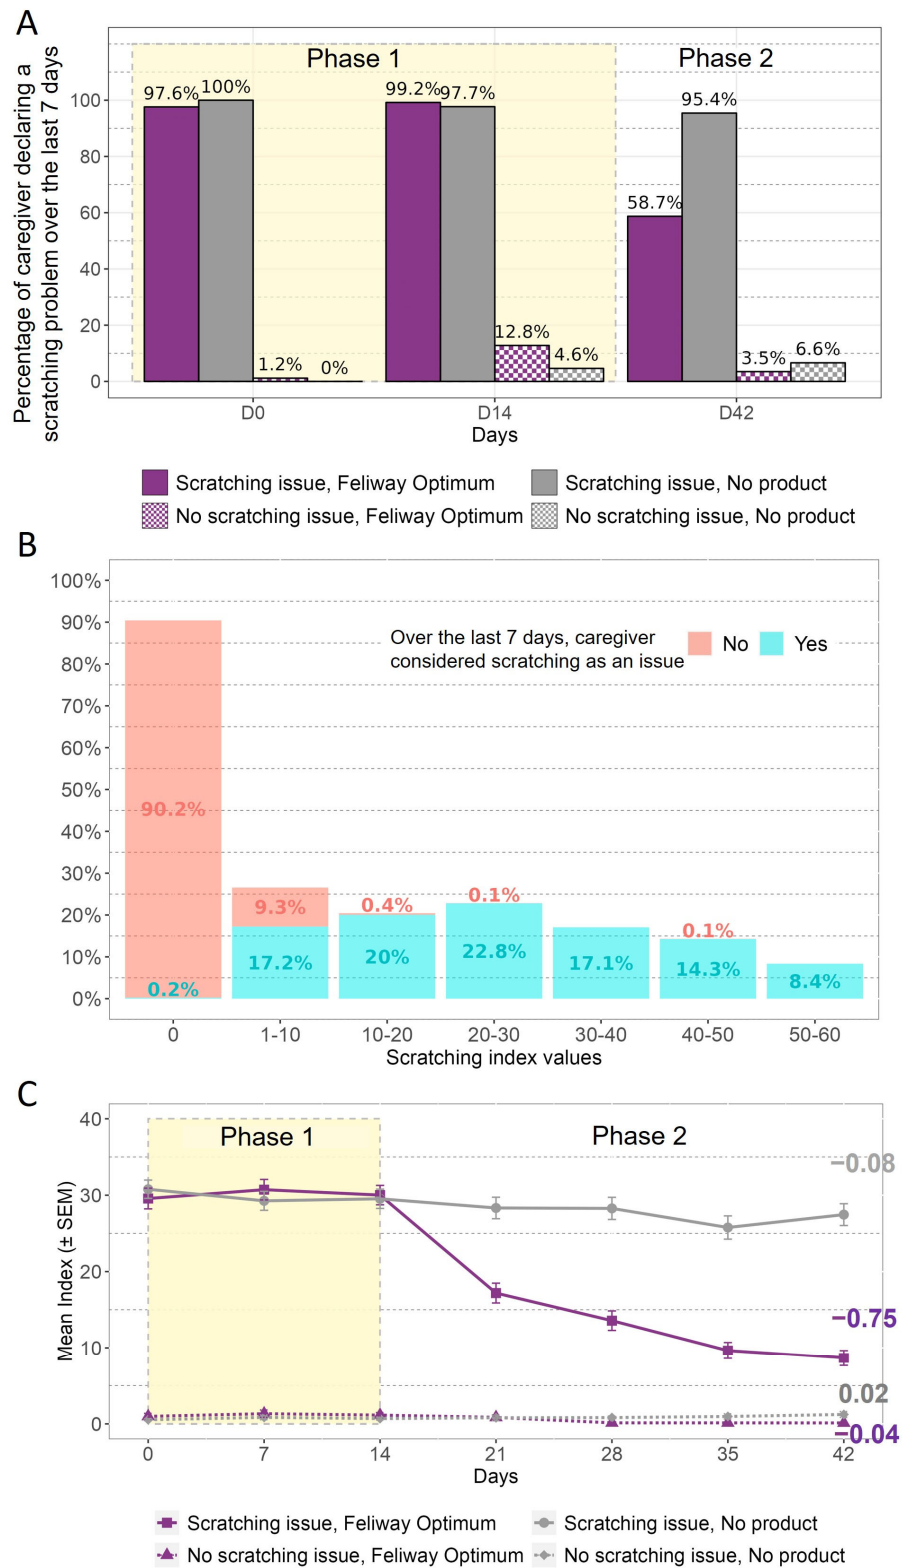 A
Percentage of caregiver declaring a
scratching problem over the last 7 days
Phase 1
Phase 2
100
80
60
40
20
0
97.6%
100%
1.2%
0%
99.2%
97.7%
12.8%
4.6%
58.7%
95.4%
3.5%
6.6%
D0
D14
D42
Days
Scratching issue, Feliway Optimum
Scratching issue, No product
No scratching issue, Feliway Optimum
No scratching issue, No product
B
100%
90%
80%
70%
60%
50%
40%
30%
20%
10%
0%
Over the last 7 days, caregiver
considered scratching as an issue
No
Yes
90.2%
0.2%
9.3%
17.2%
0.4%
20%
0.1%
22.8%
17.1%
0.1%
14.3%
8.4%
0
1-10
10-20
20-30
30-40
40-50
50-60
Scratching index values
C
Mean Index (± SEM)
Phase 1
Phase 2
40
30
20
10
0
−0.08
−0.75
0.02
−0.04
0
7
14
21
28
35
42
Days
Scratching issue, Feliway Optimum
Scratching issue, No product
No scratching issue, Feliway Optimum
No scratching issue, No product